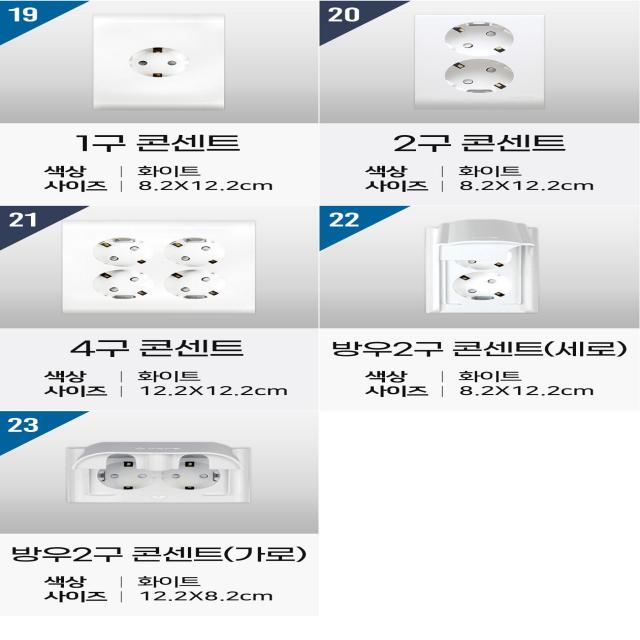 19
1구 콘센트
색상 | 화이트
사이즈 | 8.2X12.2cm
20
2구 콘센트
색상 | 화이트
사이즈 | 8.2X12.2cm
21
4구 콘센트
색상 | 화이트
사이즈 | 12.2X12.2cm
22
방우2구 콘센트(세로)
색상 | 화이트
사이즈 | 8.2X12.2cm
23
방우2구 콘센트(가로)
색상 | 화이트
사이즈 | 12.2X8.2cm